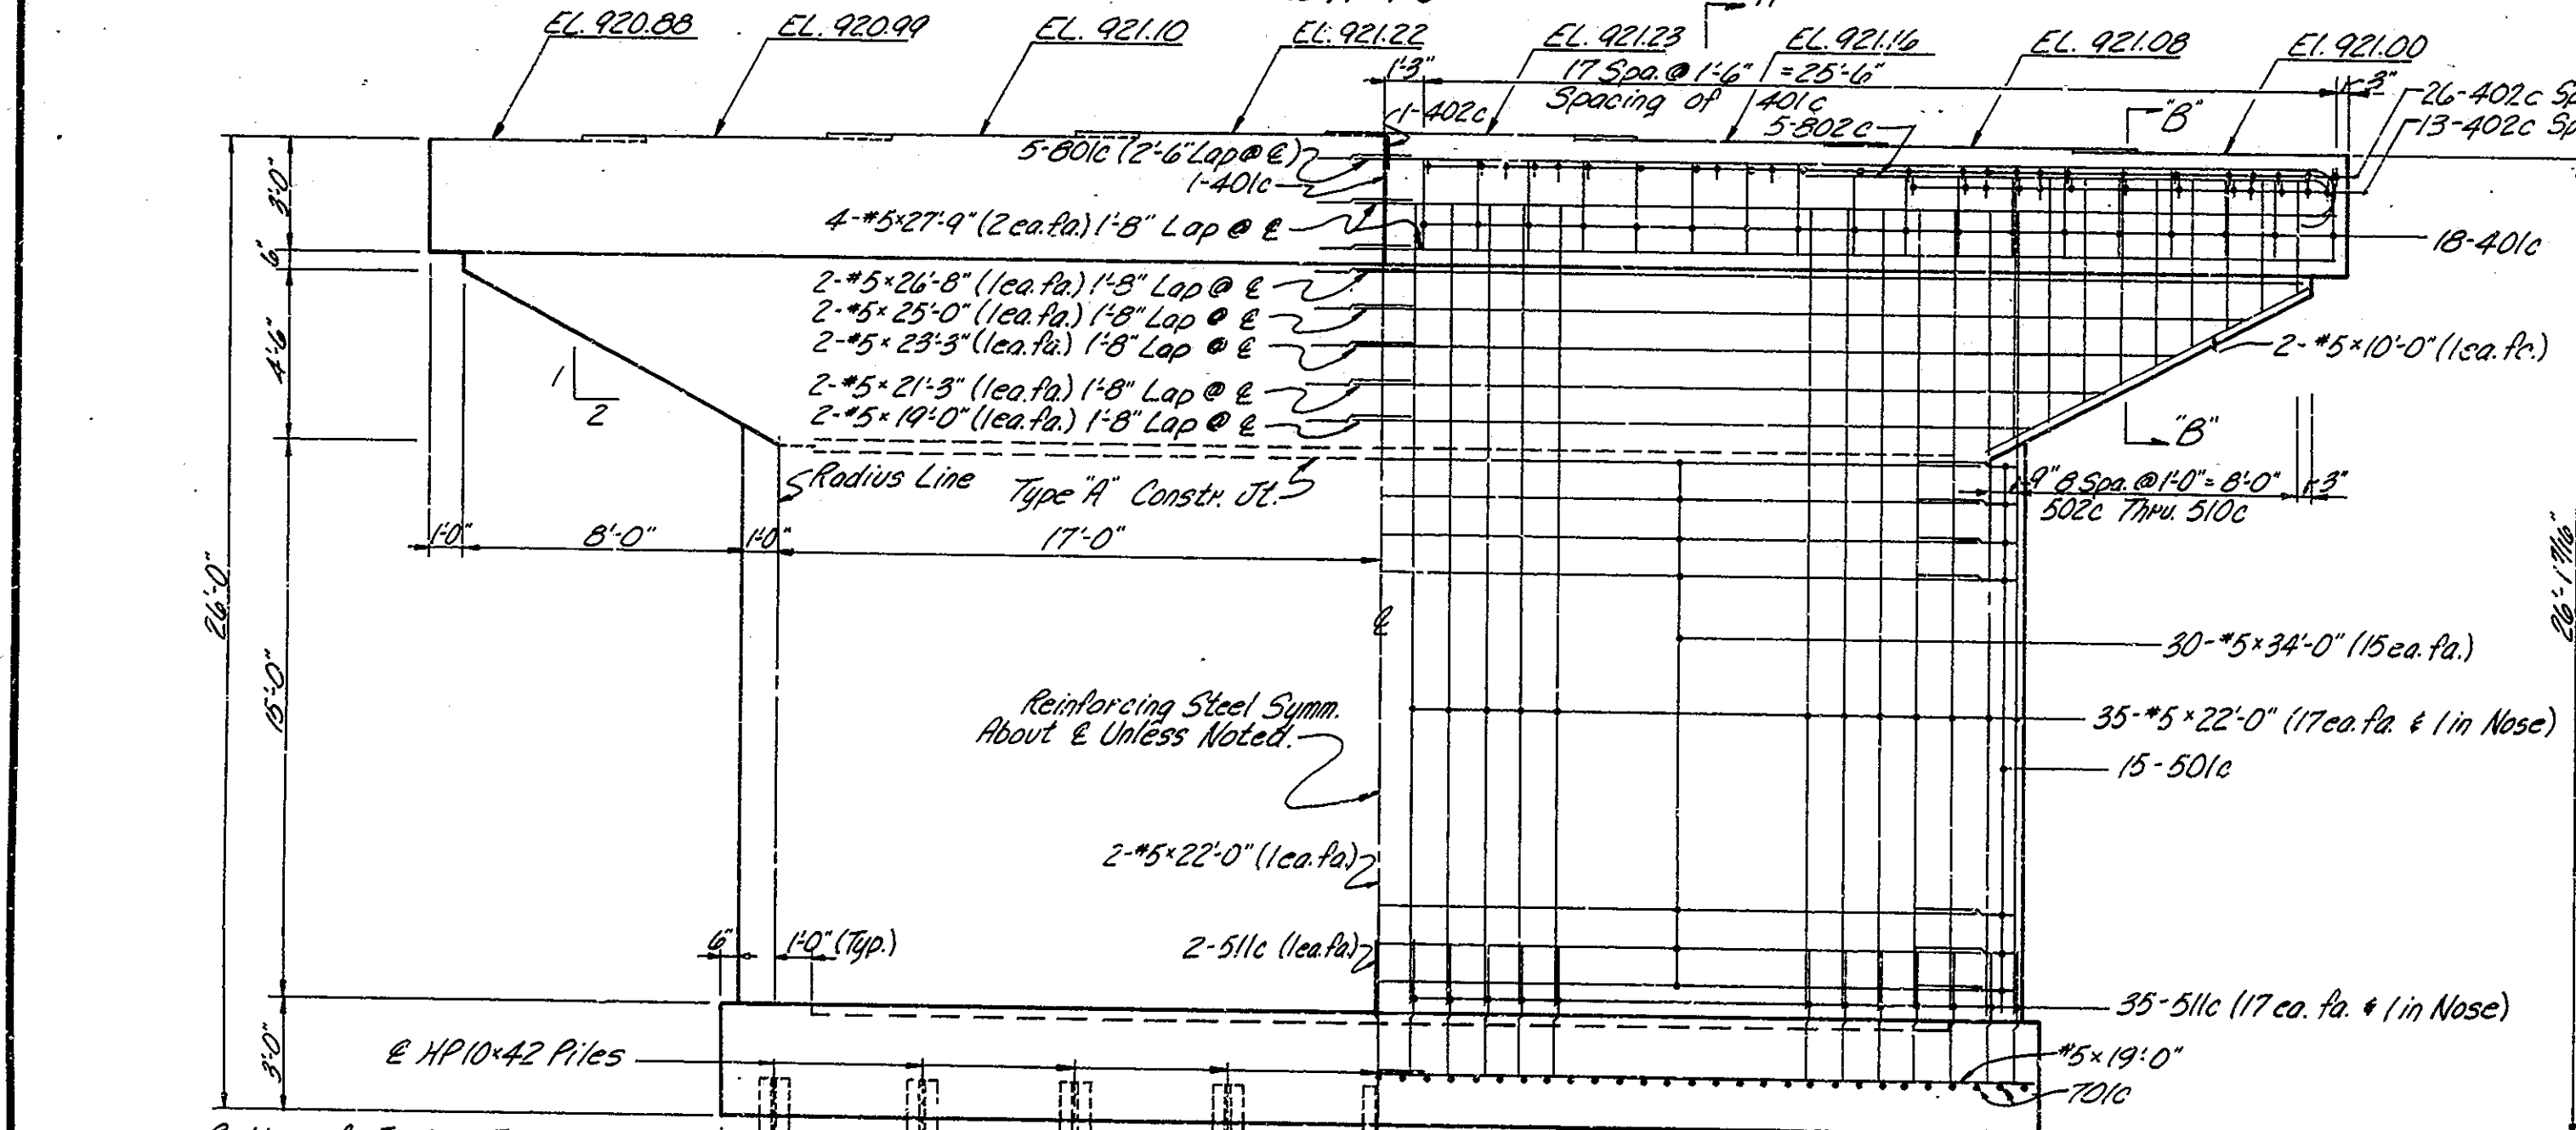 EL. 920.88
EL. 920.99
EL. 921.10
EL. 921.22
EL. 921.23
EL. 921.16
EL. 921.08
El. 921.00
1'-3"
17 Spa. @ 1'-6" = 25'-6"
Spacing of 401c
3"
1-402c
5-802c
"B"
26-402c
13-402c
5-801c (2'-6" Lap @ ℄)
1-401c
3'-0"
4-#5×27'-9" (2 ea. fa.) 1'-8" Lap @ ℄
18-401c
6"
2-#5×26'-8" (1 ea. fa.) 1'-8" Lap @ ℄
2-#5×25'-0" (1 ea. fa.) 1'-8" Lap @ ℄
2-#5×23'-3" (1 ea. fa.) 1'-8" Lap @ ℄
2-#5×21'-3" (1 ea. fa.) 1'-8" Lap @ ℄
2-#5×19'-0" (1 ea. fa.) 1'-8" Lap @ ℄
4'-6"
1
2
2-#5×10'-0" (1 ea. fc.)
"B"
Radius Line
Type "A" Constr. Jt.
9" 8 Spa. @ 1'-0" = 8'-0"
3"
502c Thru. 510c
1'-0"
8'-0"
1'-0"
17'-0"
26'-0"
15'-0"
℄
26'-1 7/16"
30-#5×34'-0" (15 ea. fa.)
Reinforcing Steel Symm.
About ℄ Unless Noted.
35-#5×22'-0" (17 ea. fa. & 1 in Nose)
15-501c
2-#5×22'-0" (1 ea. fa.)
6"
1'-0" (Typ.)
2-511c (1 ea. fa.)
35-511c (17 ea. fa. & 1 in Nose)
3'-0"
℄ HP10×42 Piles
#5×19'-0"
701c